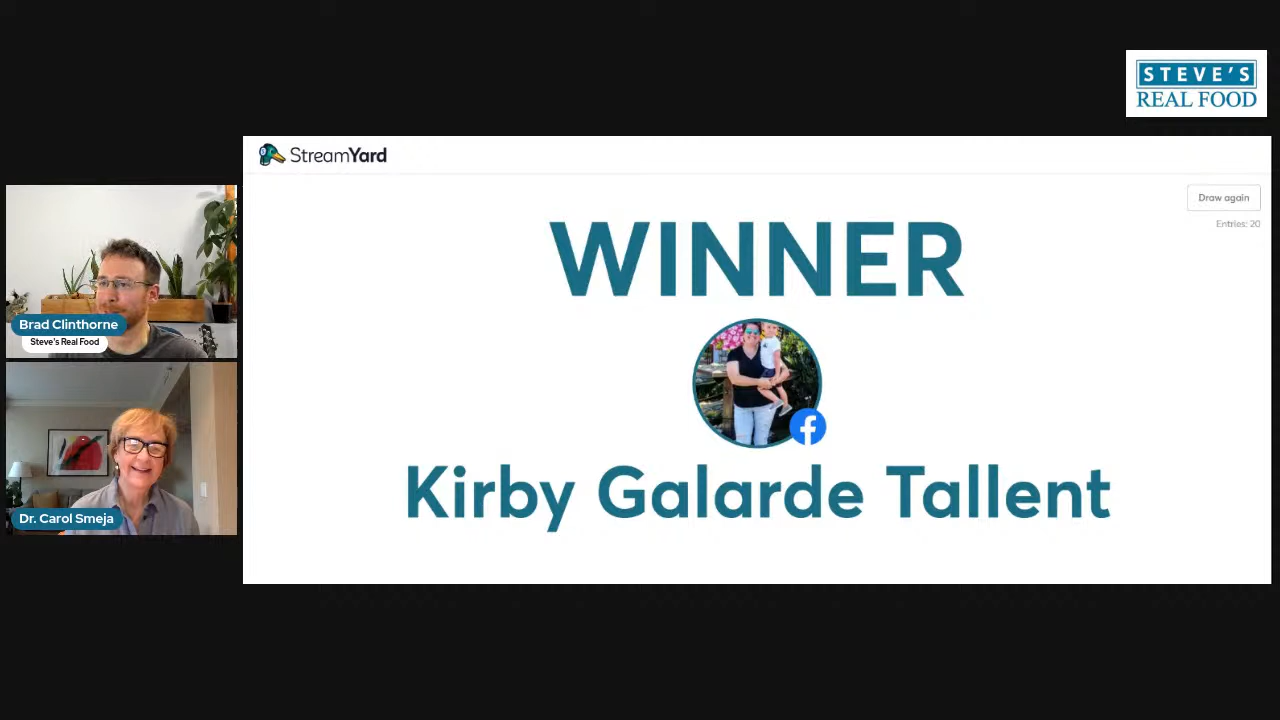 STEVE'S
REAL FOOD
StreamYard
Draw again
Entries: 20
WINNER
Kirby Galarde Tallent
Brad Clinthorne
Steve's Real Food
Dr. Carol Smeja